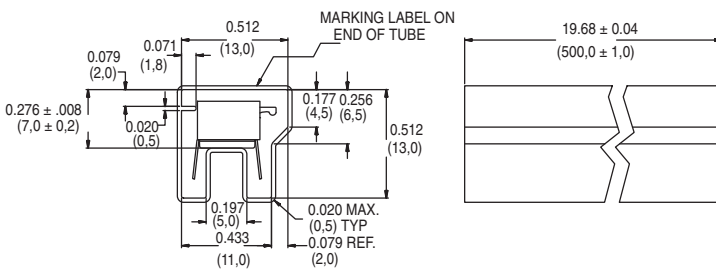 0.512
(13,0)
MARKING LABEL ON
END OF TUBE
19.68 ± 0.04
(500,0 ± 1,0)
0.071
(1,8)
0.079
(2,0)
0.276 ± .008
(7,0 ± 0,2)
0.020
(0,5)
0.177
(4,5)
0.256
(6,5)
0.512
(13,0)
0.197
(5,0)
0.020 MAX.
(0,5) TYP
0.433
(11,0)
0.079 REF.
(2,0)